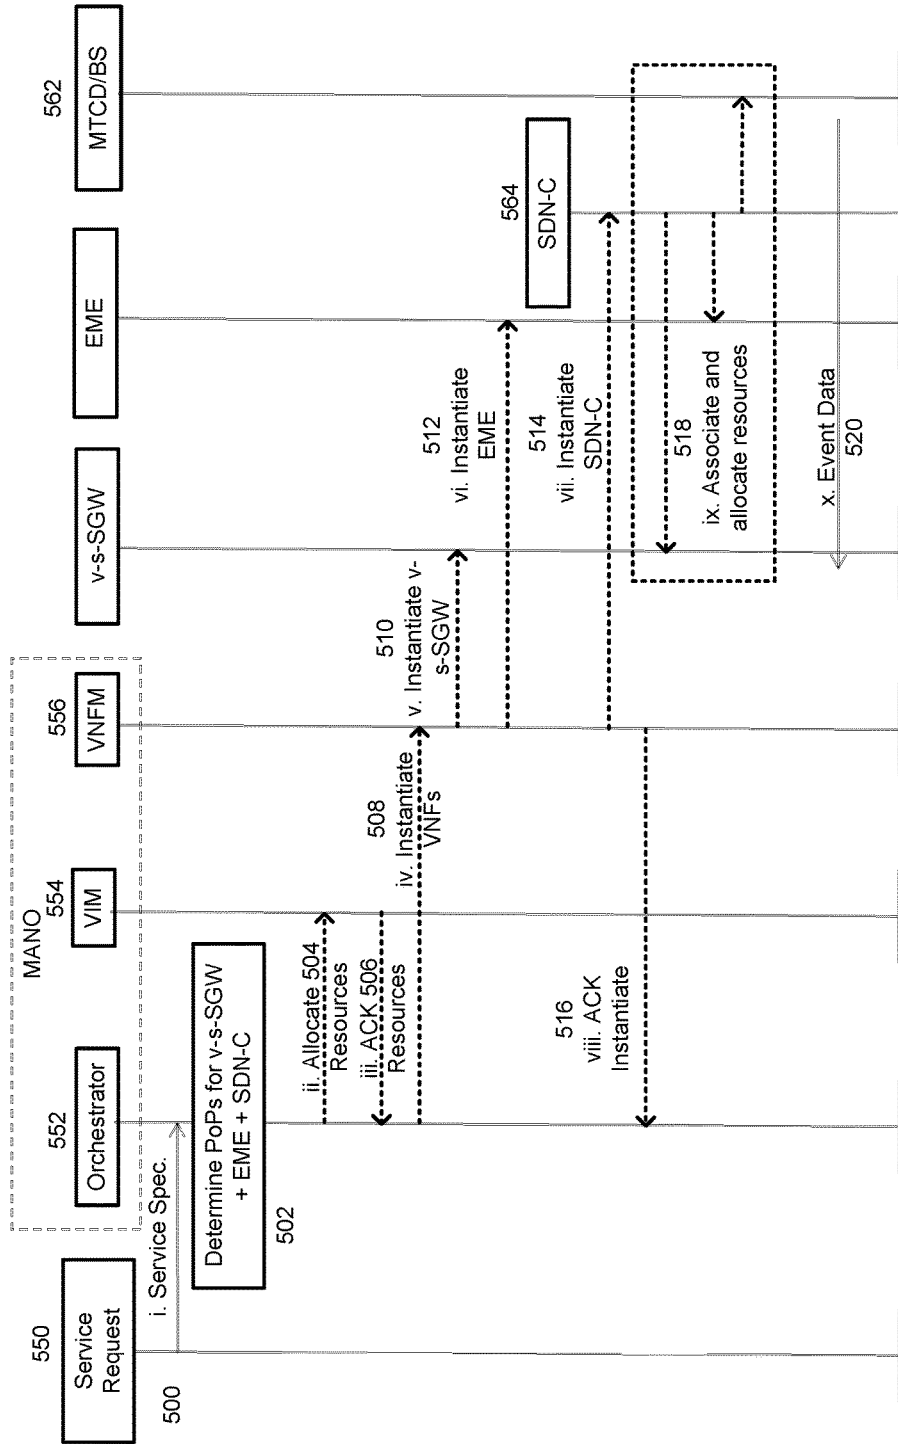 MANO
550
552
554
556
562
Service
Request
Orchestrator
VIM
VNFM
v-s-SGW
EME
MTCD/BS
500
i. Service Spec.
502
Determine PoPs for v-s-SGW
+ EME + SDN-C
ii. Allocate 504
Resources
iii. ACK 506
Resources
508
iv. Instantiate
VNFs
510
v. Instantiate v-
s-SGW
512
vi. Instantiate
EME
564
SDN-C
514
vii. Instantiate
SDN-C
516
viii. ACK
Instantiate
518
ix. Associate and
allocate resources
x. Event Data
520